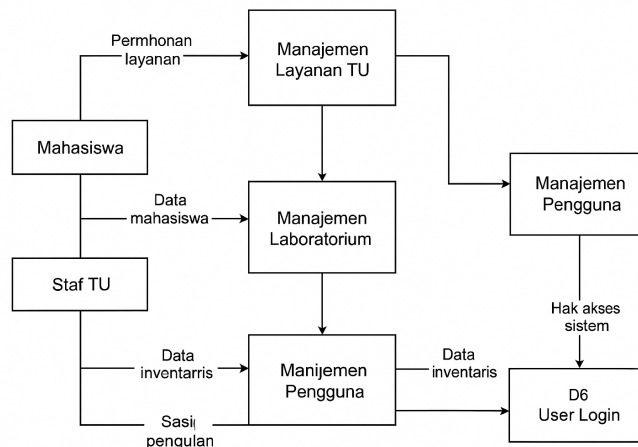 Permhonan
layanan
Manajemen
Layanan TU
Mahasiswa
Data
mahasiswa
Manajemen
Laboratorium
Manajemen
Pengguna
Staf TU
Hak akses
sistem
Data
inventarris
Manijemen
Pengguna
Data
inventaris
D6
User Login
Sasi
pengulan